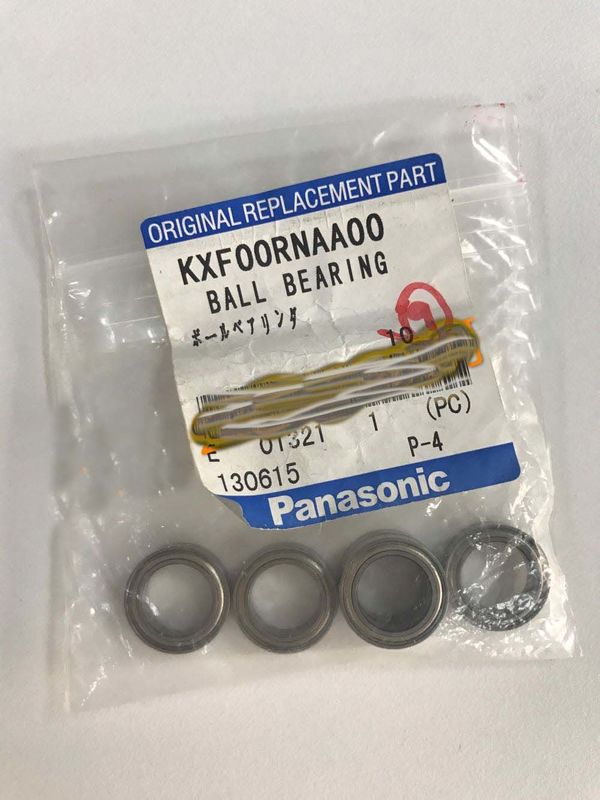 ORIGINAL REPLACEMENT PART
KXF00RNAA00
BALL BEARING
ボールベアリング
10
E 01321 1 (PC)
130615 P-4
Panasonic